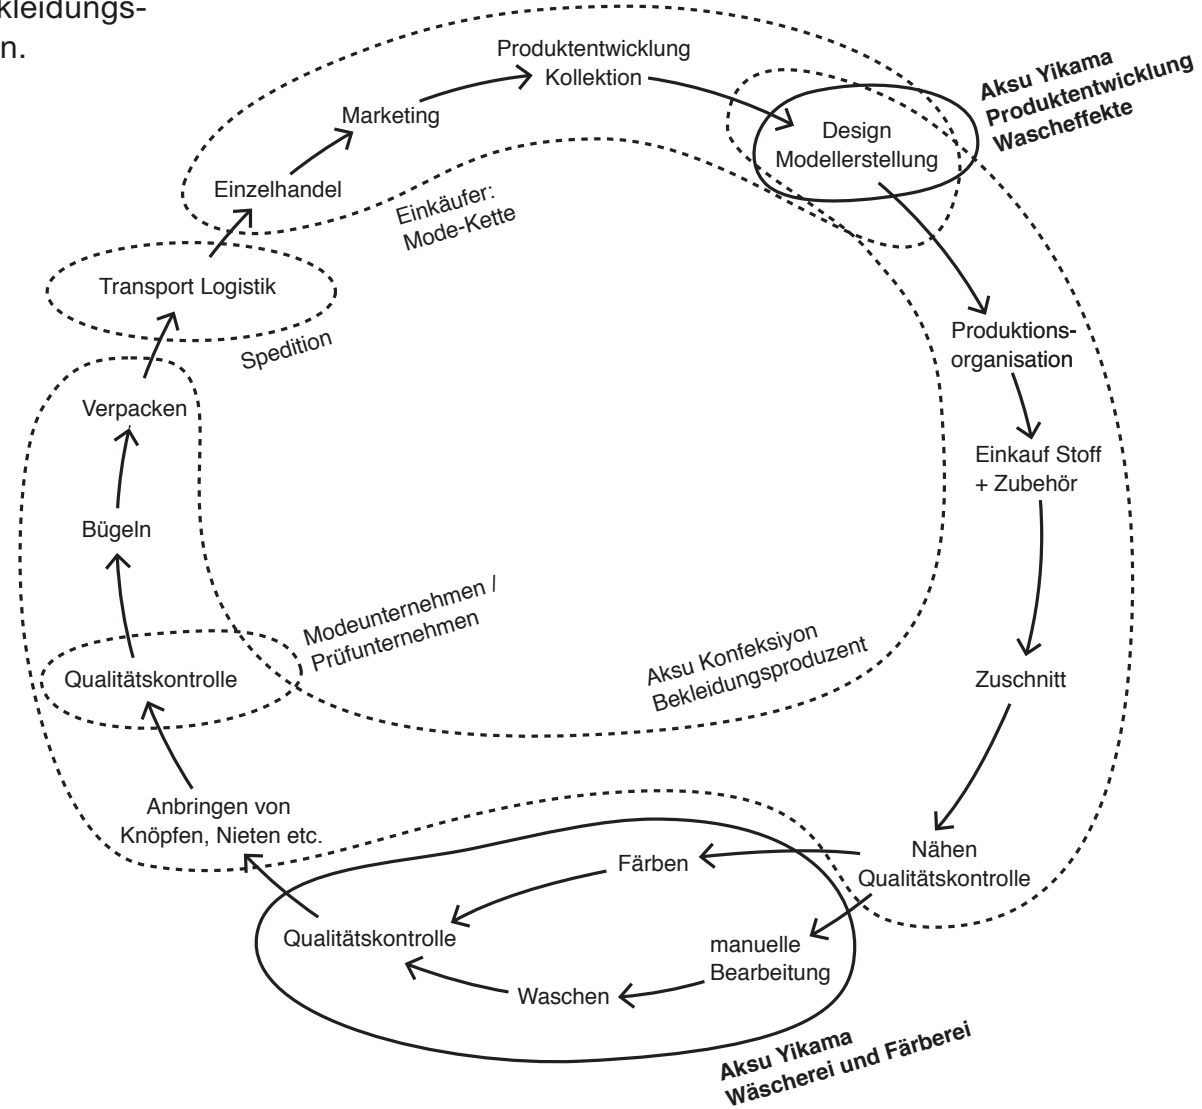 kleidungs-
n.
Produktentwicklung
Kollektion
Marketing
Einzelhandel
Einkäufer:
Mode-Kette
Aksu Yikama
Produktentwicklung
Wascheffekte
Design
Modellerstellung
Transport Logistik
Spedition
Produktions-
organisation
Verpacken
Einkauf Stoff
+ Zubehör
Bügeln
Modeunternehmen /
Prüfunternehmen
Aksu Konfeksiyon
Bekleidungsproduzent
Qualitätskontrolle
Zuschnitt
Anbringen von
Knöpfen, Nieten etc.
Nähen
Qualitätskontrolle
Färben
Qualitätskontrolle
manuelle
Bearbeitung
Waschen
Aksu Yikama
Wäscherei und Färberei